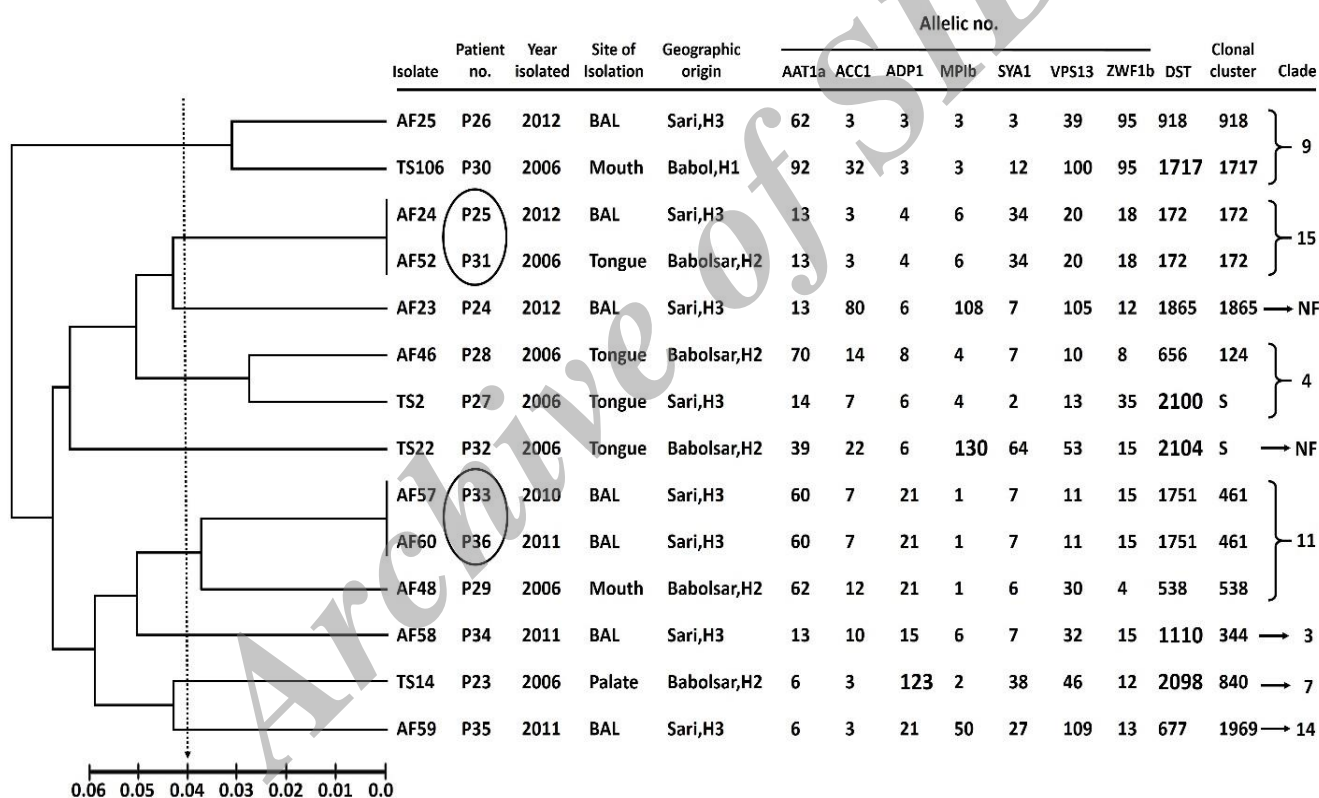 Allelic no.
Patient Year Site of Geographic Clonal
Isolate no. isolated Isolation origin AAT1a ACC1 ADP1 MPIb SYA1 VPS13 ZWF1b DST cluster Clade
AF25 P26 2012 BAL Sari,H3 62 3 3 3 3 39 95 918 918
9
TS106 P30 2006 Mouth Babol,H1 92 32 3 3 12 100 95 1717 1717
AF24 P25 2012 BAL Sari,H3 13 3 4 6 34 20 18 172 172
15
AF52 P31 2006 Tongue Babolsar,H2 13 3 4 6 34 20 18 172 172
AF23 P24 2012 BAL Sari,H3 13 80 6 108 7 105 12 1865 1865 NF
AF46 P28 2006 Tongue Babolsar,H2 70 14 8 4 7 10 8 656 124
4
TS2 P27 2006 Tongue Sari,H3 14 7 6 4 2 13 35 2100 S
TS22 P32 2006 Tongue Babolsar,H2 39 22 6 130 64 53 15 2104 S NF
AF57 P33 2010 BAL Sari,H3 60 7 21 1 7 11 15 1751 461
AF60 P36 2011 BAL Sari,H3 60 7 21 1 7 11 15 1751 461 11
AF48 P29 2006 Mouth Babolsar,H2 62 12 21 1 6 30 4 538 538
AF58 P34 2011 BAL Sari,H3 13 10 15 6 7 32 15 1110 344 3
TS14 P23 2006 Palate Babolsar,H2 6 3 123 2 38 46 12 2098 840 7
AF59 P35 2011 BAL Sari,H3 6 3 21 50 27 109 13 677 1969 14
0.06 0.05 0.04 0.03 0.02 0.01 0.0
Archive of